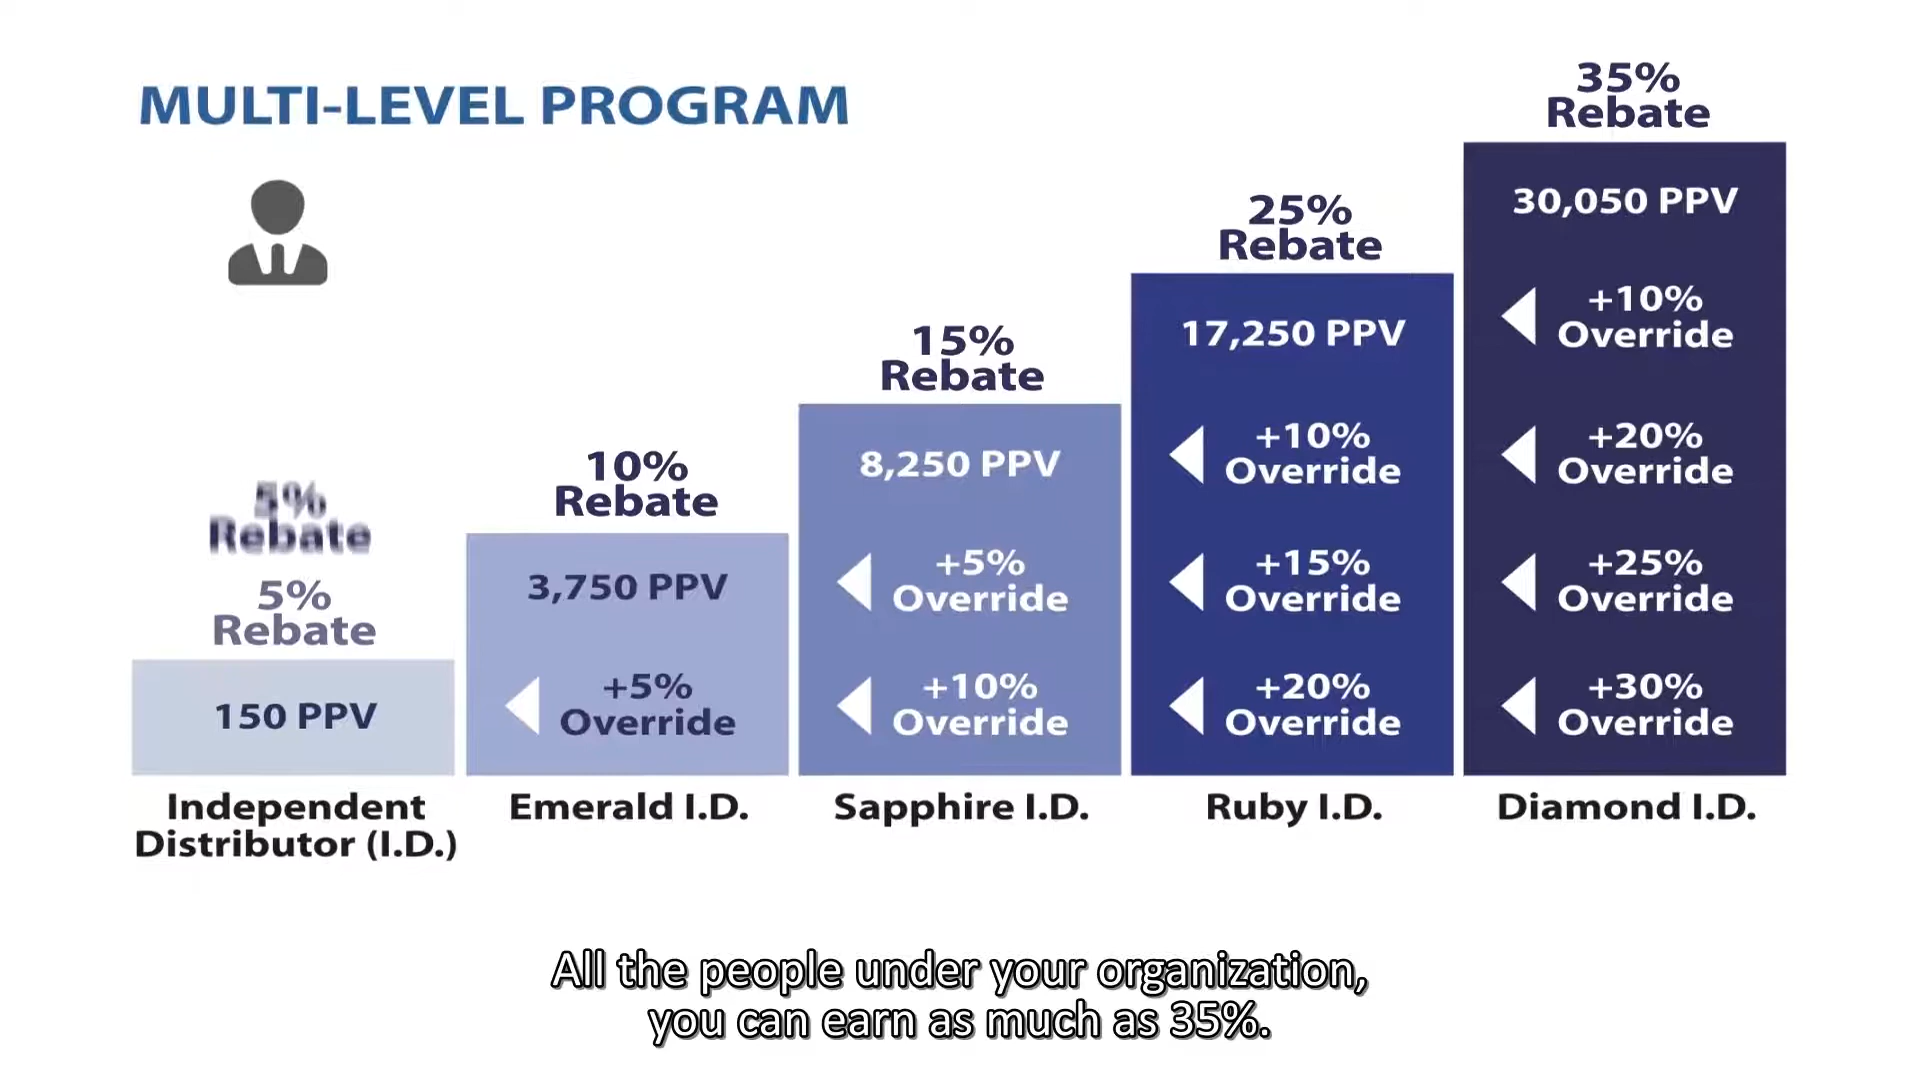 MULTI-LEVEL PROGRAM
5%
Rebate
5%
Rebate
150 PPV
Independent
Distributor (I.D.)
10%
Rebate
3,750 PPV
+5%
Override
Emerald I.D.
15%
Rebate
8,250 PPV
+5%
Override
+10%
Override
Sapphire I.D.
25%
Rebate
17,250 PPV
+10%
Override
+15%
Override
+20%
Override
Ruby I.D.
35%
Rebate
30,050 PPV
+10%
Override
+20%
Override
+25%
Override
+30%
Override
Diamond I.D.
All the people under your organization,
you can earn as much as 35%.